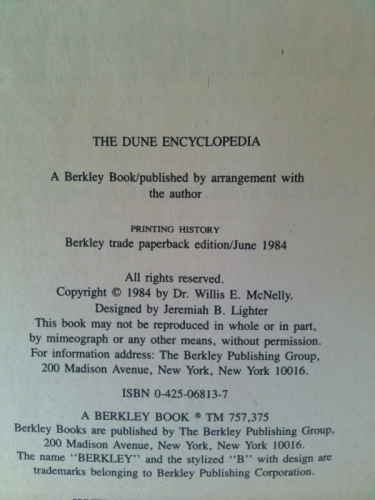 THE DUNE ENCYCLOPEDIA
A Berkley Book/published by arrangement with
the author
PRINTING HISTORY
Berkley trade paperback edition/June 1984
All rights reserved.
Copyright © 1984 by Dr. Willis E. McNelly.
Designed by Jeremiah B. Lighter
This book may not be reproduced in whole or in part,
by mimeograph or any other means, without permission.
For information address: The Berkley Publishing Group,
200 Madison Avenue, New York, New York 10016.
ISBN 0-425-06813-7
A BERKLEY BOOK ® TM 757,375
Berkley Books are published by The Berkley Publishing Group,
200 Madison Avenue, New York, New York 10016.
The name "BERKLEY" and the stylized "B" with design are
trademarks belonging to Berkley Publishing Corporation.